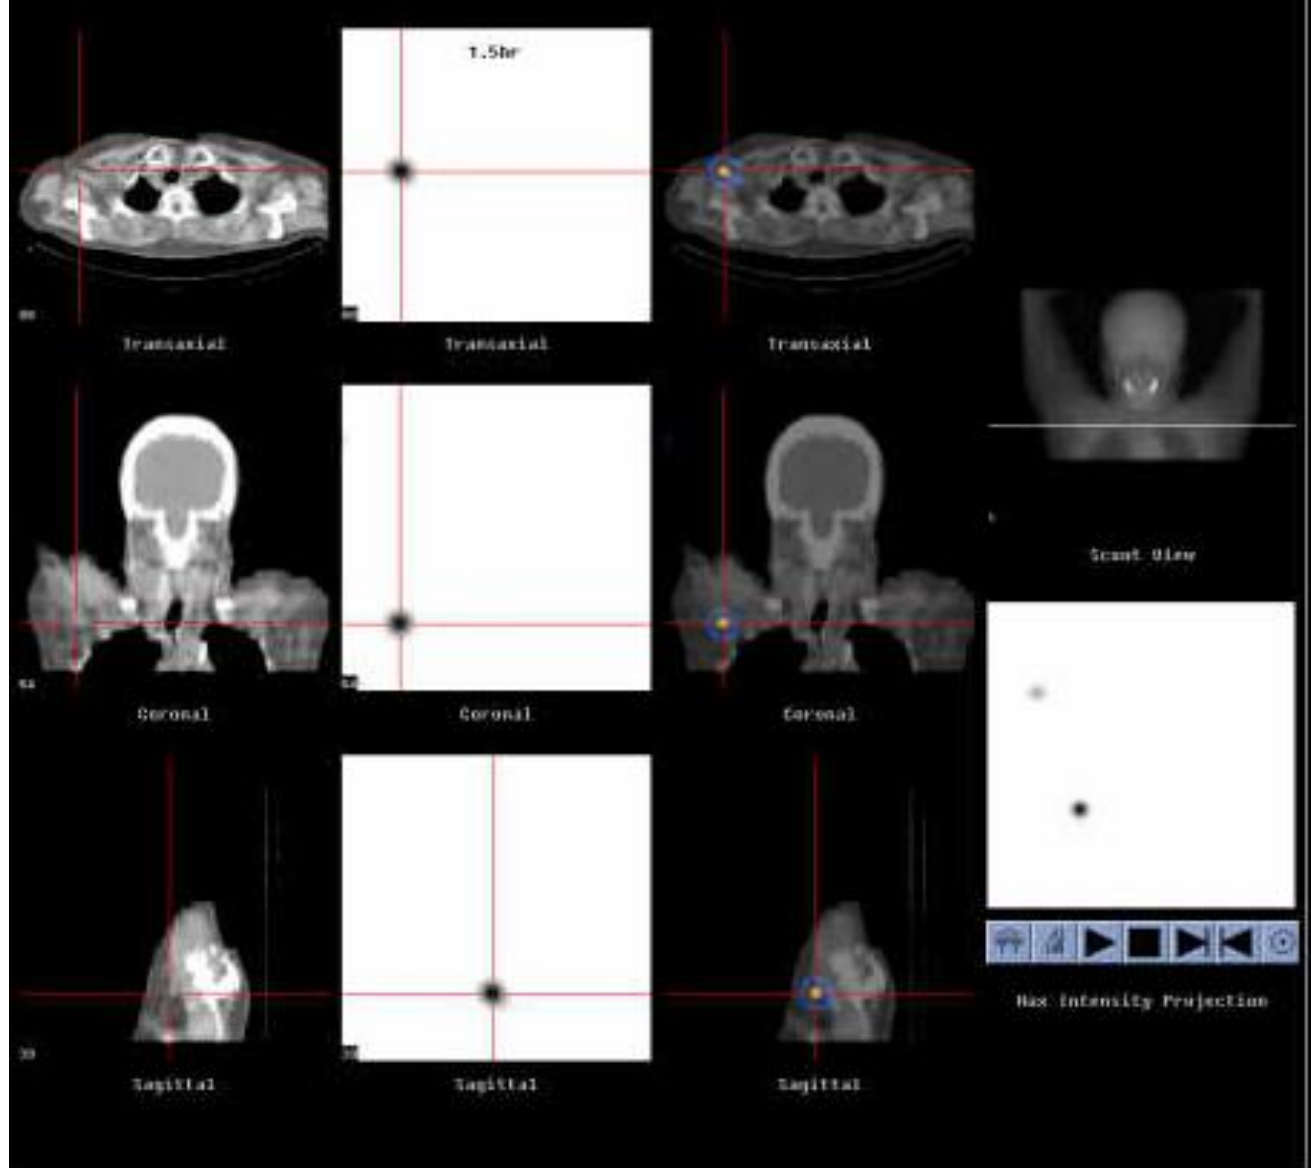 1.5hr
Transaxial
Transaxial
Transaxial
Scout View
Coronal
Coronal
Coronal
Max Intensity Projection
Sagittal
Sagittal
Sagittal